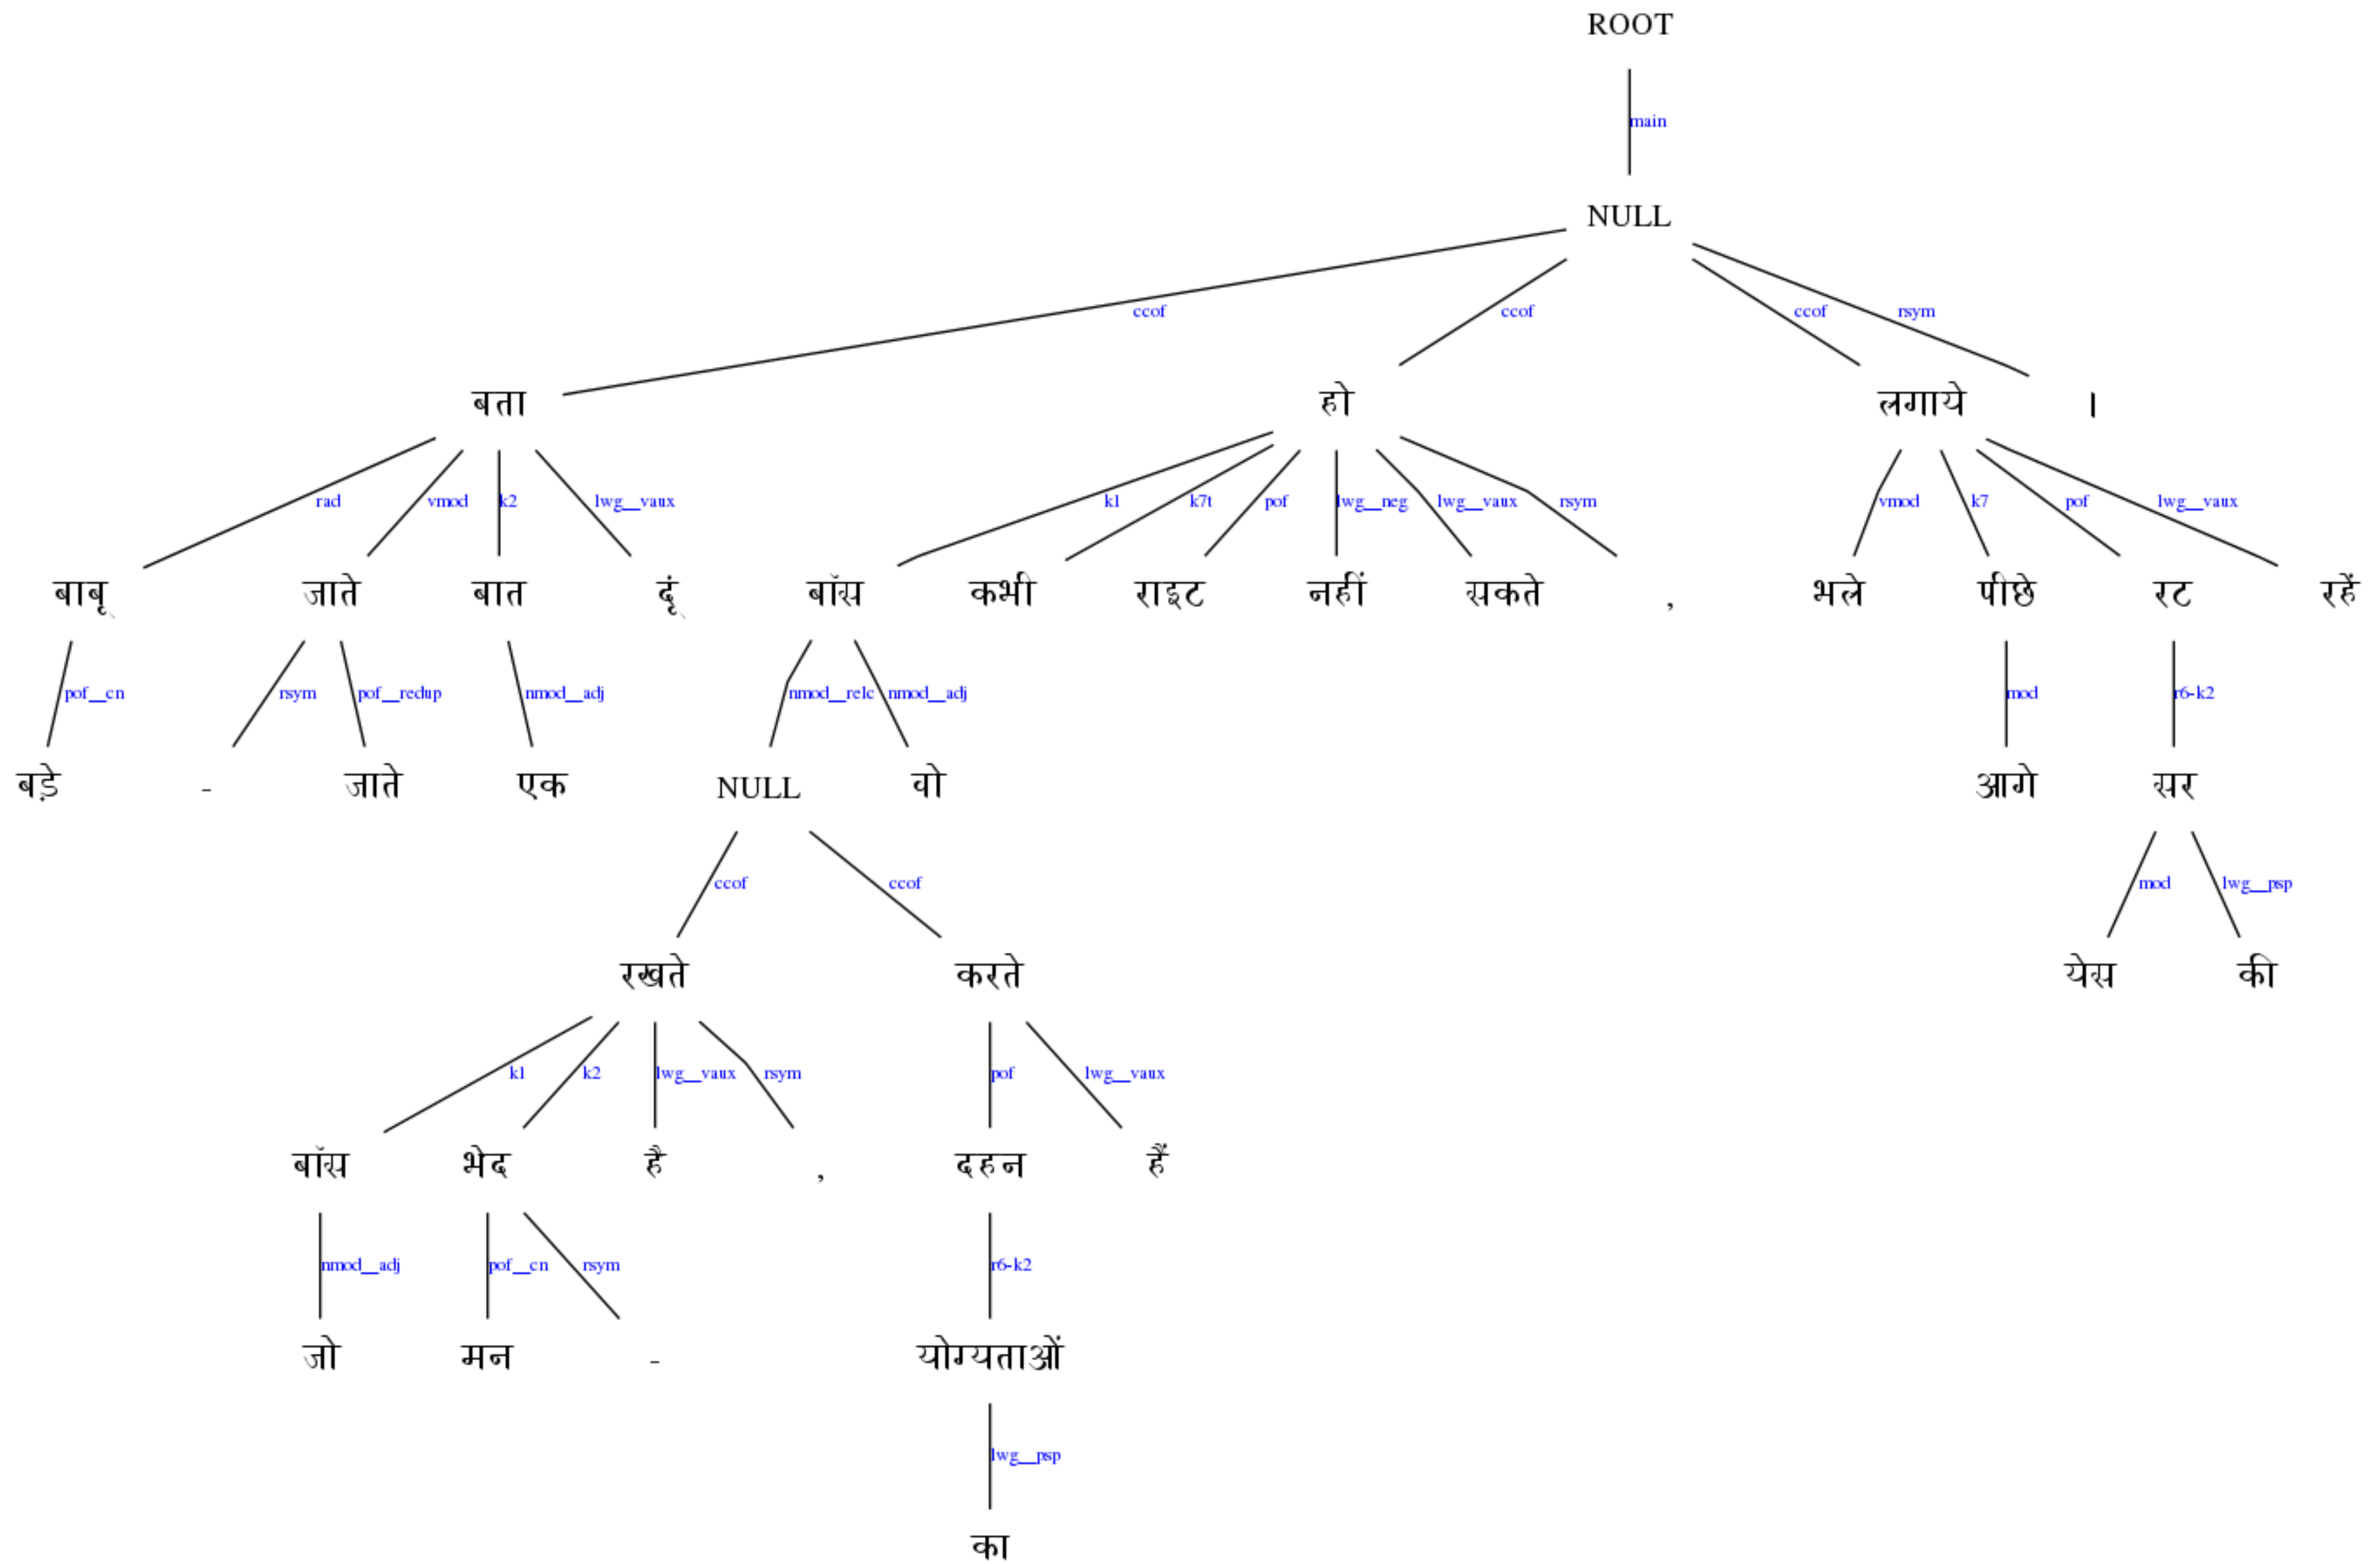 ROOT
main
NULL
ccof ccof ccof rsym
बता हो लगाये ।
rad vmod k2 lwg__vaux k1 k7t pof lwg__neg lwg__vaux rsym vmod k7 pof lwg__vaux
बाबू जाते बात दूं बॉस कभी राइट नहीं सकते , भले पीछे रट रहें
pof__cn rsym pof__redup nmod__adj nmod__relc nmod__adj mod r6-k2
बड़े - जाते एक NULL वो आगे सर
ccof ccof mod lwg__psp
रखते करते येस की
k1 k2 lwg__vaux rsym pof lwg__vaux
बॉस भेद है , दहन हैं
nmod__adj pof__cn rsym r6-k2
जो मन - योग्यताओं
lwg__psp
का